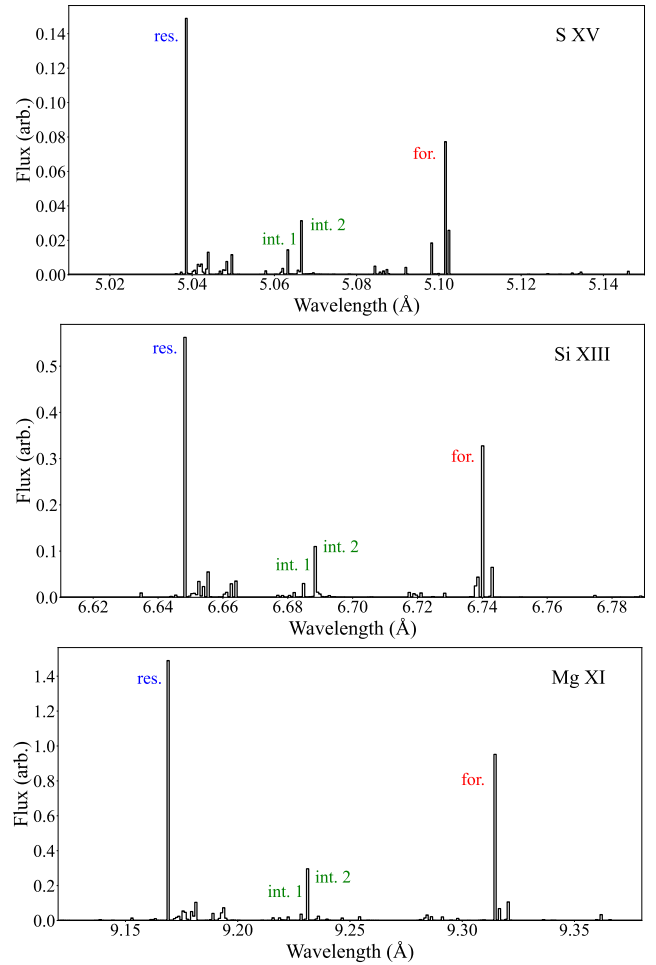 S XV
res.
for.
int. 1
int. 2
Flux (arb.)
0.14
0.12
0.10
0.08
0.06
0.04
0.02
0.00
5.02 5.04 5.06 5.08 5.10 5.12 5.14
Wavelength (Å)
Si XIII
res.
for.
int. 1
int. 2
Flux (arb.)
0.5
0.4
0.3
0.2
0.1
0.0
6.62 6.64 6.66 6.68 6.70 6.72 6.74 6.76 6.78
Wavelength (Å)
Mg XI
res.
for.
int. 1
int. 2
Flux (arb.)
1.4
1.2
1.0
0.8
0.6
0.4
0.2
0.0
9.15 9.20 9.25 9.30 9.35
Wavelength (Å)